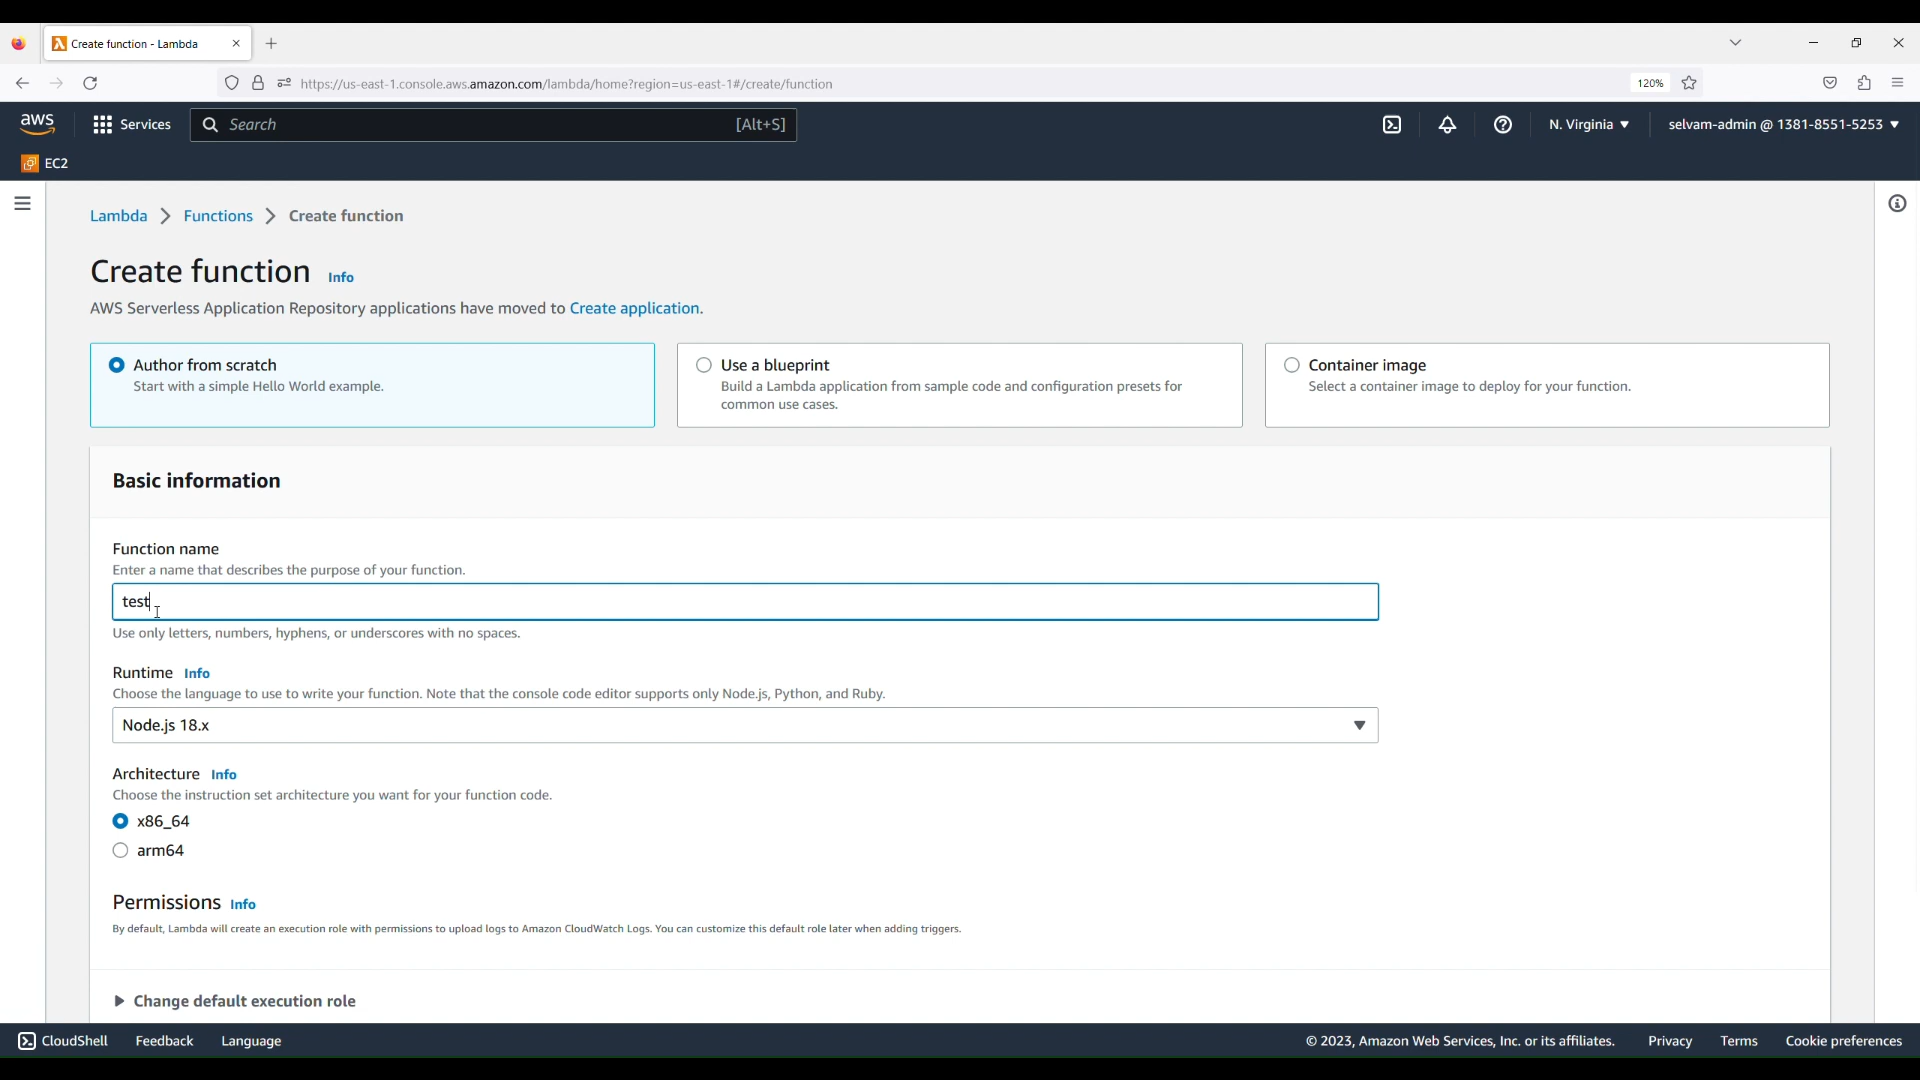 Create function - Lambda
https://us-east-1.console.aws.amazon.com/lambda/home?region=us-east-1#/create/function
120%
aws
Services
Search
[Alt+S]
N. Virginia
selvam-admin @ 1381-8551-5253
EC2
Lambda > Functions > Create function
Create function Info
AWS Serverless Application Repository applications have moved to Create application.
Author from scratch
Start with a simple Hello World example.
Use a blueprint
Build a Lambda application from sample code and configuration presets for
common use cases.
Container image
Select a container image to deploy for your function.
Basic information
Function name
Enter a name that describes the purpose of your function.
test
Use only letters, numbers, hyphens, or underscores with no spaces.
Runtime Info
Choose the language to use to write your function. Note that the console code editor supports only Node.js, Python, and Ruby.
Node.js 18.x
Architecture Info
Choose the instruction set architecture you want for your function code.
x86_64
arm64
Permissions Info
By default, Lambda will create an execution role with permissions to upload logs to Amazon CloudWatch Logs. You can customize this default role later when adding triggers.
Change default execution role
CloudShell
Feedback
Language
© 2023, Amazon Web Services, Inc. or its affiliates.
Privacy
Terms
Cookie preferences